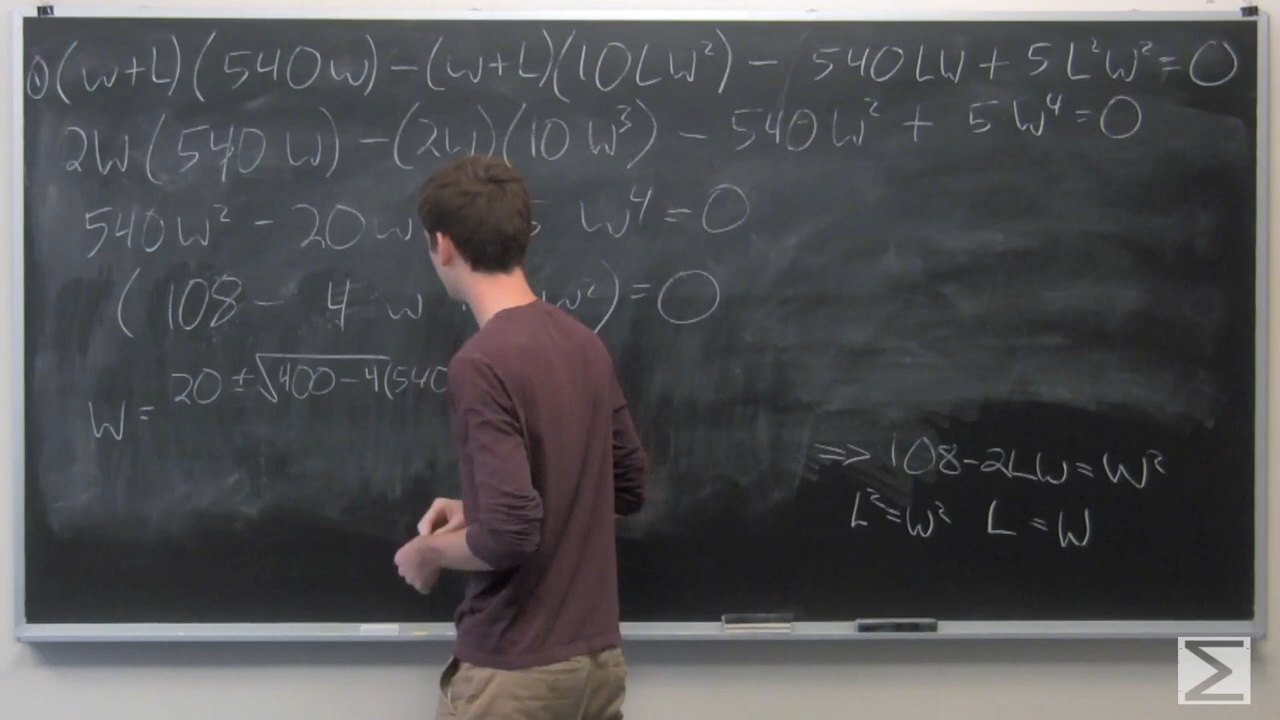 ① (W+L)(540W) - (W+L)(10LW²) - 540LW + 5L²W² = 0
2W(540W) - (2W)(10W³) - 540W² + 5W⁴ = 0
540W² - 20W W⁴ = 0
(108 - 4W W²) = 0
W = 20 ± √400 - 4(540
=> 108 - 2LW = W²
L² = W² L = W
Σ